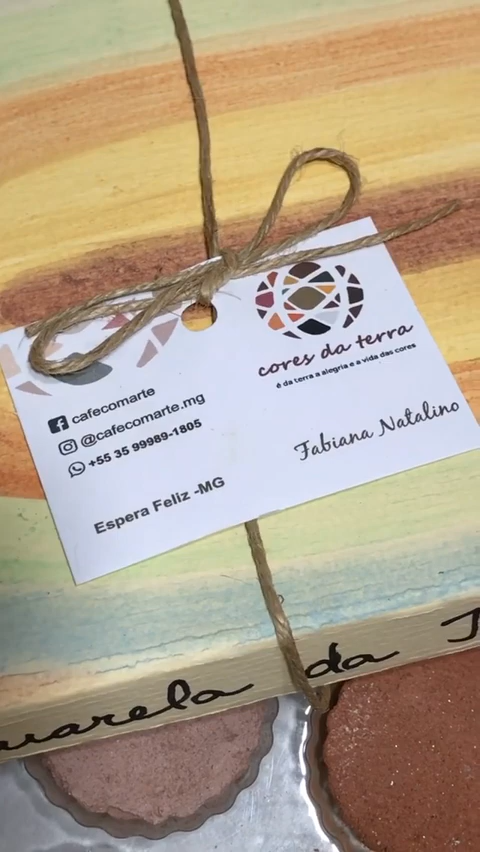 cores da terra
é da terra a alegria e a vida das cores
Fabiana Natalino
cafecomarte
@cafecomarte.mg
+55 35 99989-1805
Espera Feliz -MG
uarela da